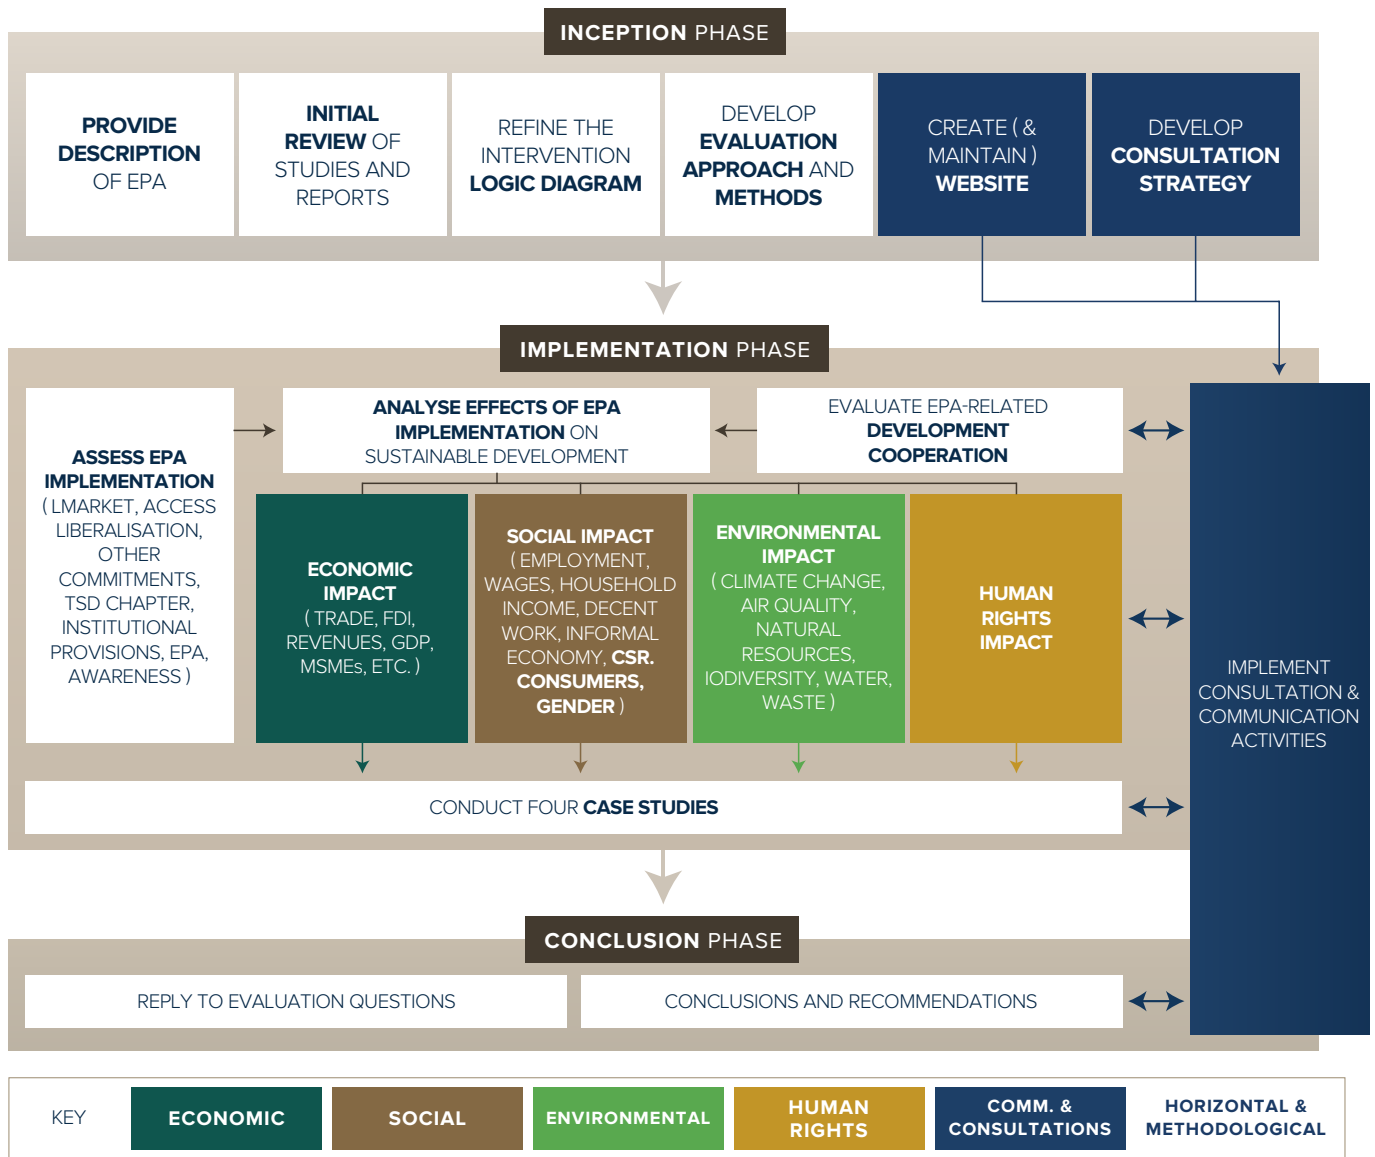 INCEPTION PHASE
PROVIDE
DESCRIPTION
OF EPA
INITIAL
REVIEW OF
STUDIES AND
REPORTS
REFINE THE
INTERVENTION
LOGIC DIAGRAM
DEVELOP
EVALUATION
APPROACH AND
METHODS
CREATE ( &
MAINTAIN )
WEBSITE
DEVELOP
CONSULTATION
STRATEGY
IMPLEMENTATION PHASE
ASSESS EPA
IMPLEMENTATION
( LMARKET, ACCESS
LIBERALISATION,
OTHER
COMMITMENTS,
TSD CHAPTER,
INSTITUTIONAL
PROVISIONS, EPA,
AWARENESS )
ANALYSE EFFECTS OF EPA
IMPLEMENTATION ON
SUSTAINABLE DEVELOPMENT
EVALUATE EPA-RELATED
DEVELOPMENT
COOPERATION
ECONOMIC
IMPACT
( TRADE, FDI,
REVENUES, GDP,
MSMEs, ETC. )
SOCIAL IMPACT
( EMPLOYMENT,
WAGES, HOUSEHOLD
INCOME, DECENT
WORK, INFORMAL
ECONOMY, CSR.
CONSUMERS,
GENDER )
ENVIRONMENTAL
IMPACT
( CLIMATE CHANGE,
AIR QUALITY,
NATURAL
RESOURCES,
IODIVERSITY, WATER,
WASTE )
HUMAN
RIGHTS
IMPACT
IMPLEMENT
CONSULTATION &
COMMUNICATION
ACTIVITIES
CONDUCT FOUR CASE STUDIES
CONCLUSION PHASE
REPLY TO EVALUATION QUESTIONS
CONCLUSIONS AND RECOMMENDATIONS
KEY
ECONOMIC
SOCIAL
ENVIRONMENTAL
HUMAN
RIGHTS
COMM. &
CONSULTATIONS
HORIZONTAL &
METHODOLOGICAL